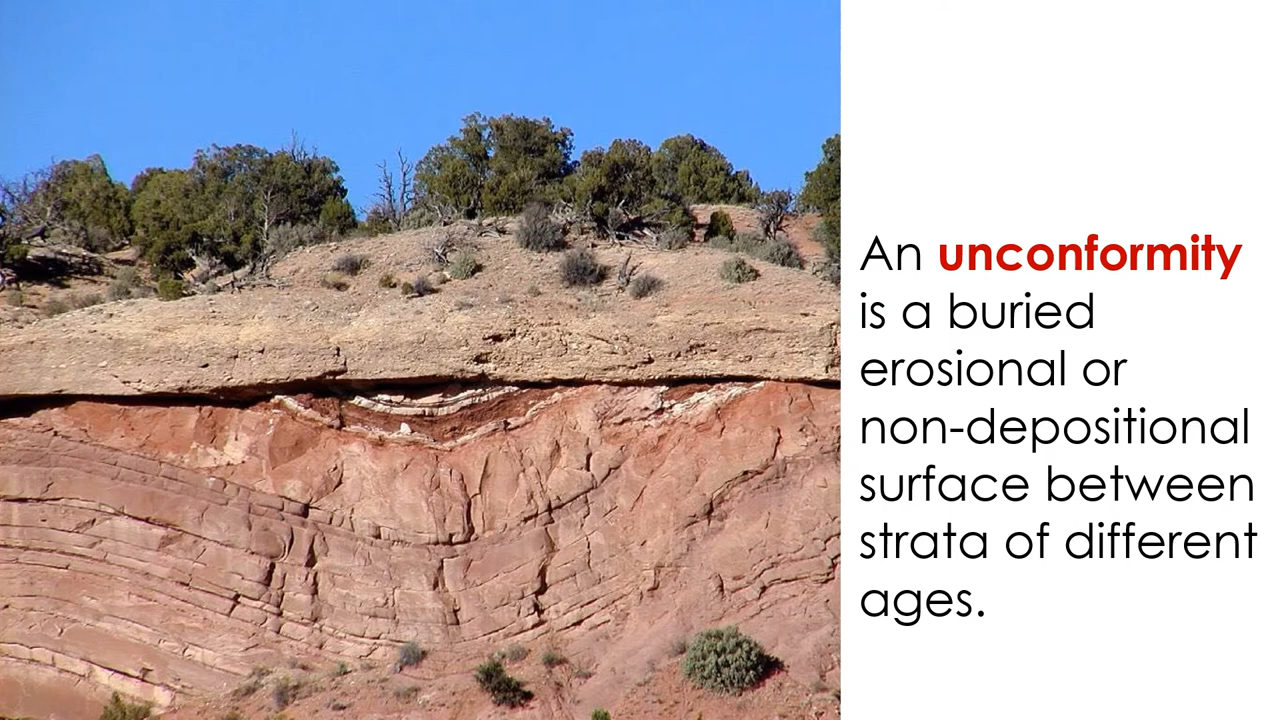 An unconformity
is a buried
erosional or
non-depositional
surface between
strata of different
ages.